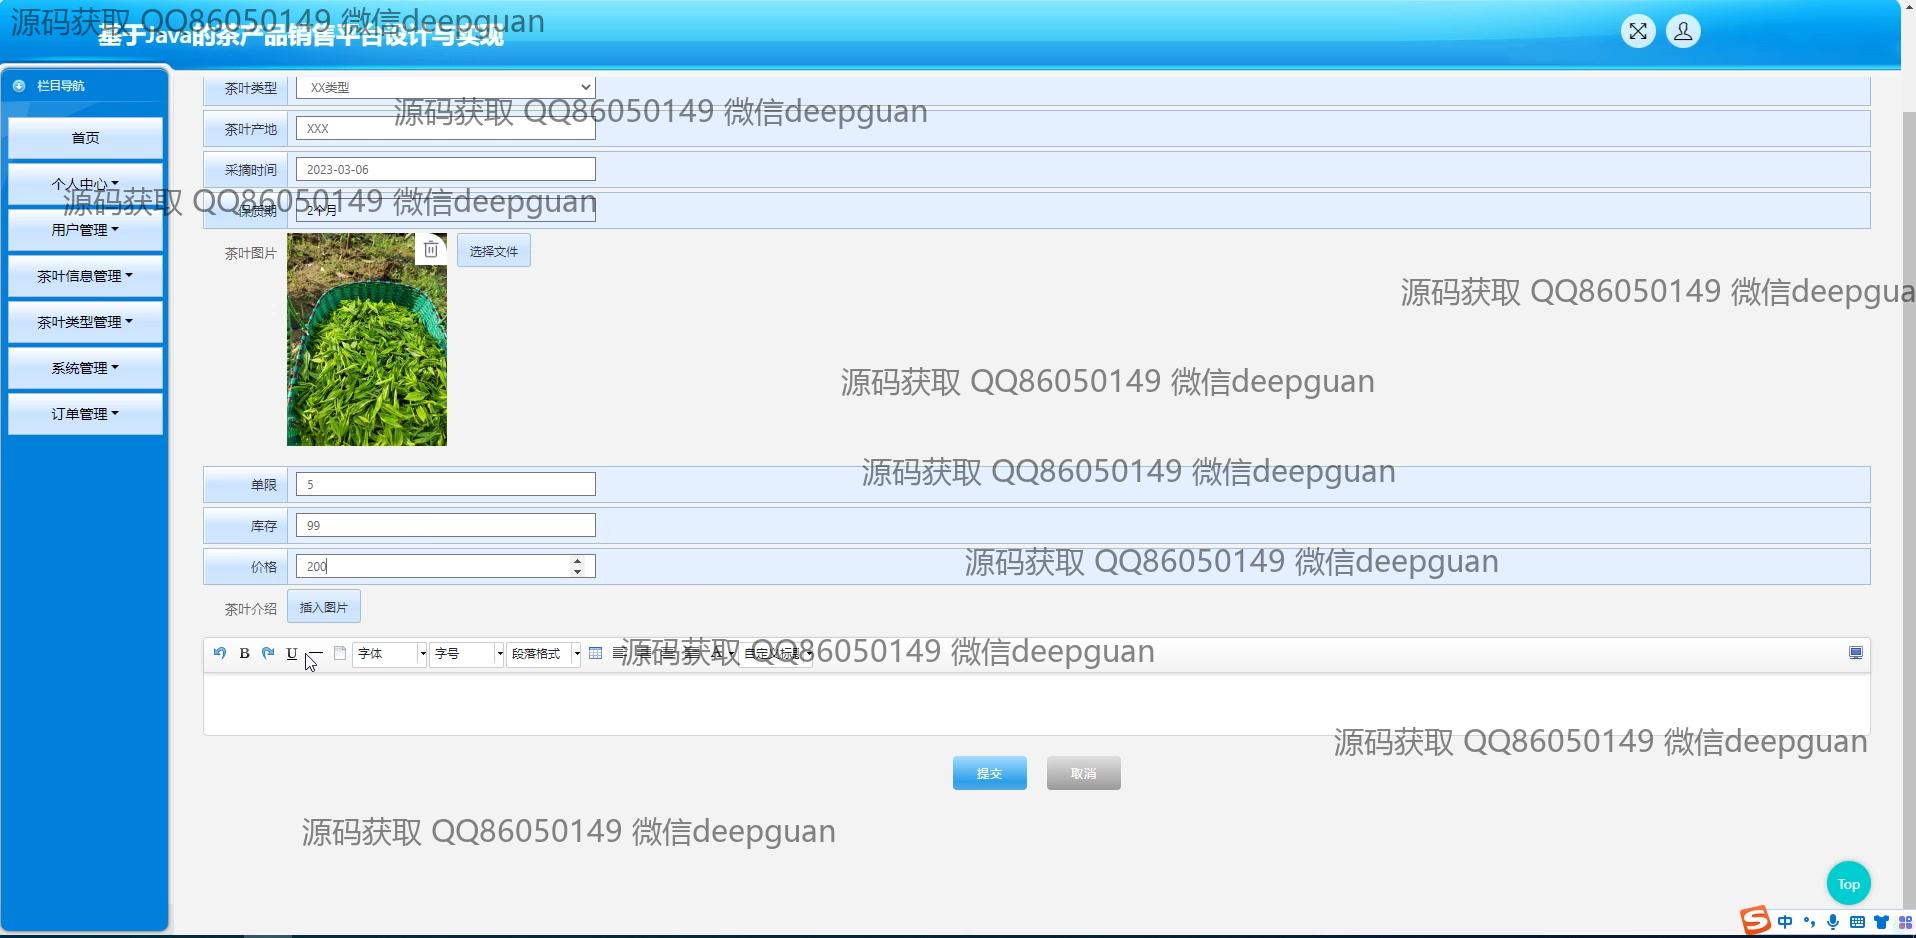 源码获取 QQ86050149 微信deepguan
基于Java的茶产品销售平台设计与实现
栏目导航
首页
个人中心
用户管理
茶叶信息管理
茶叶类型管理
系统管理
订单管理
茶叶类型 XX类型
源码获取 QQ86050149 微信deepguan
茶叶产地 XXX
采摘时间 2023-03-06
源码获取 QQ86050149 微信deepguan
保质期 2个月
茶叶图片 选择文件
源码获取 QQ86050149 微信deepgua
源码获取 QQ86050149 微信deepguan
源码获取 QQ86050149 微信deepguan
单限 5
库存 99
价格 200
源码获取 QQ86050149 微信deepguan
茶叶介绍 插入图片
B U 字体 字号 段落格式 A 自定义标题
源码获取 QQ86050149 微信deepguan
源码获取 QQ86050149 微信deepguan
提交 取消
源码获取 QQ86050149 微信deepguan
Top
S 中